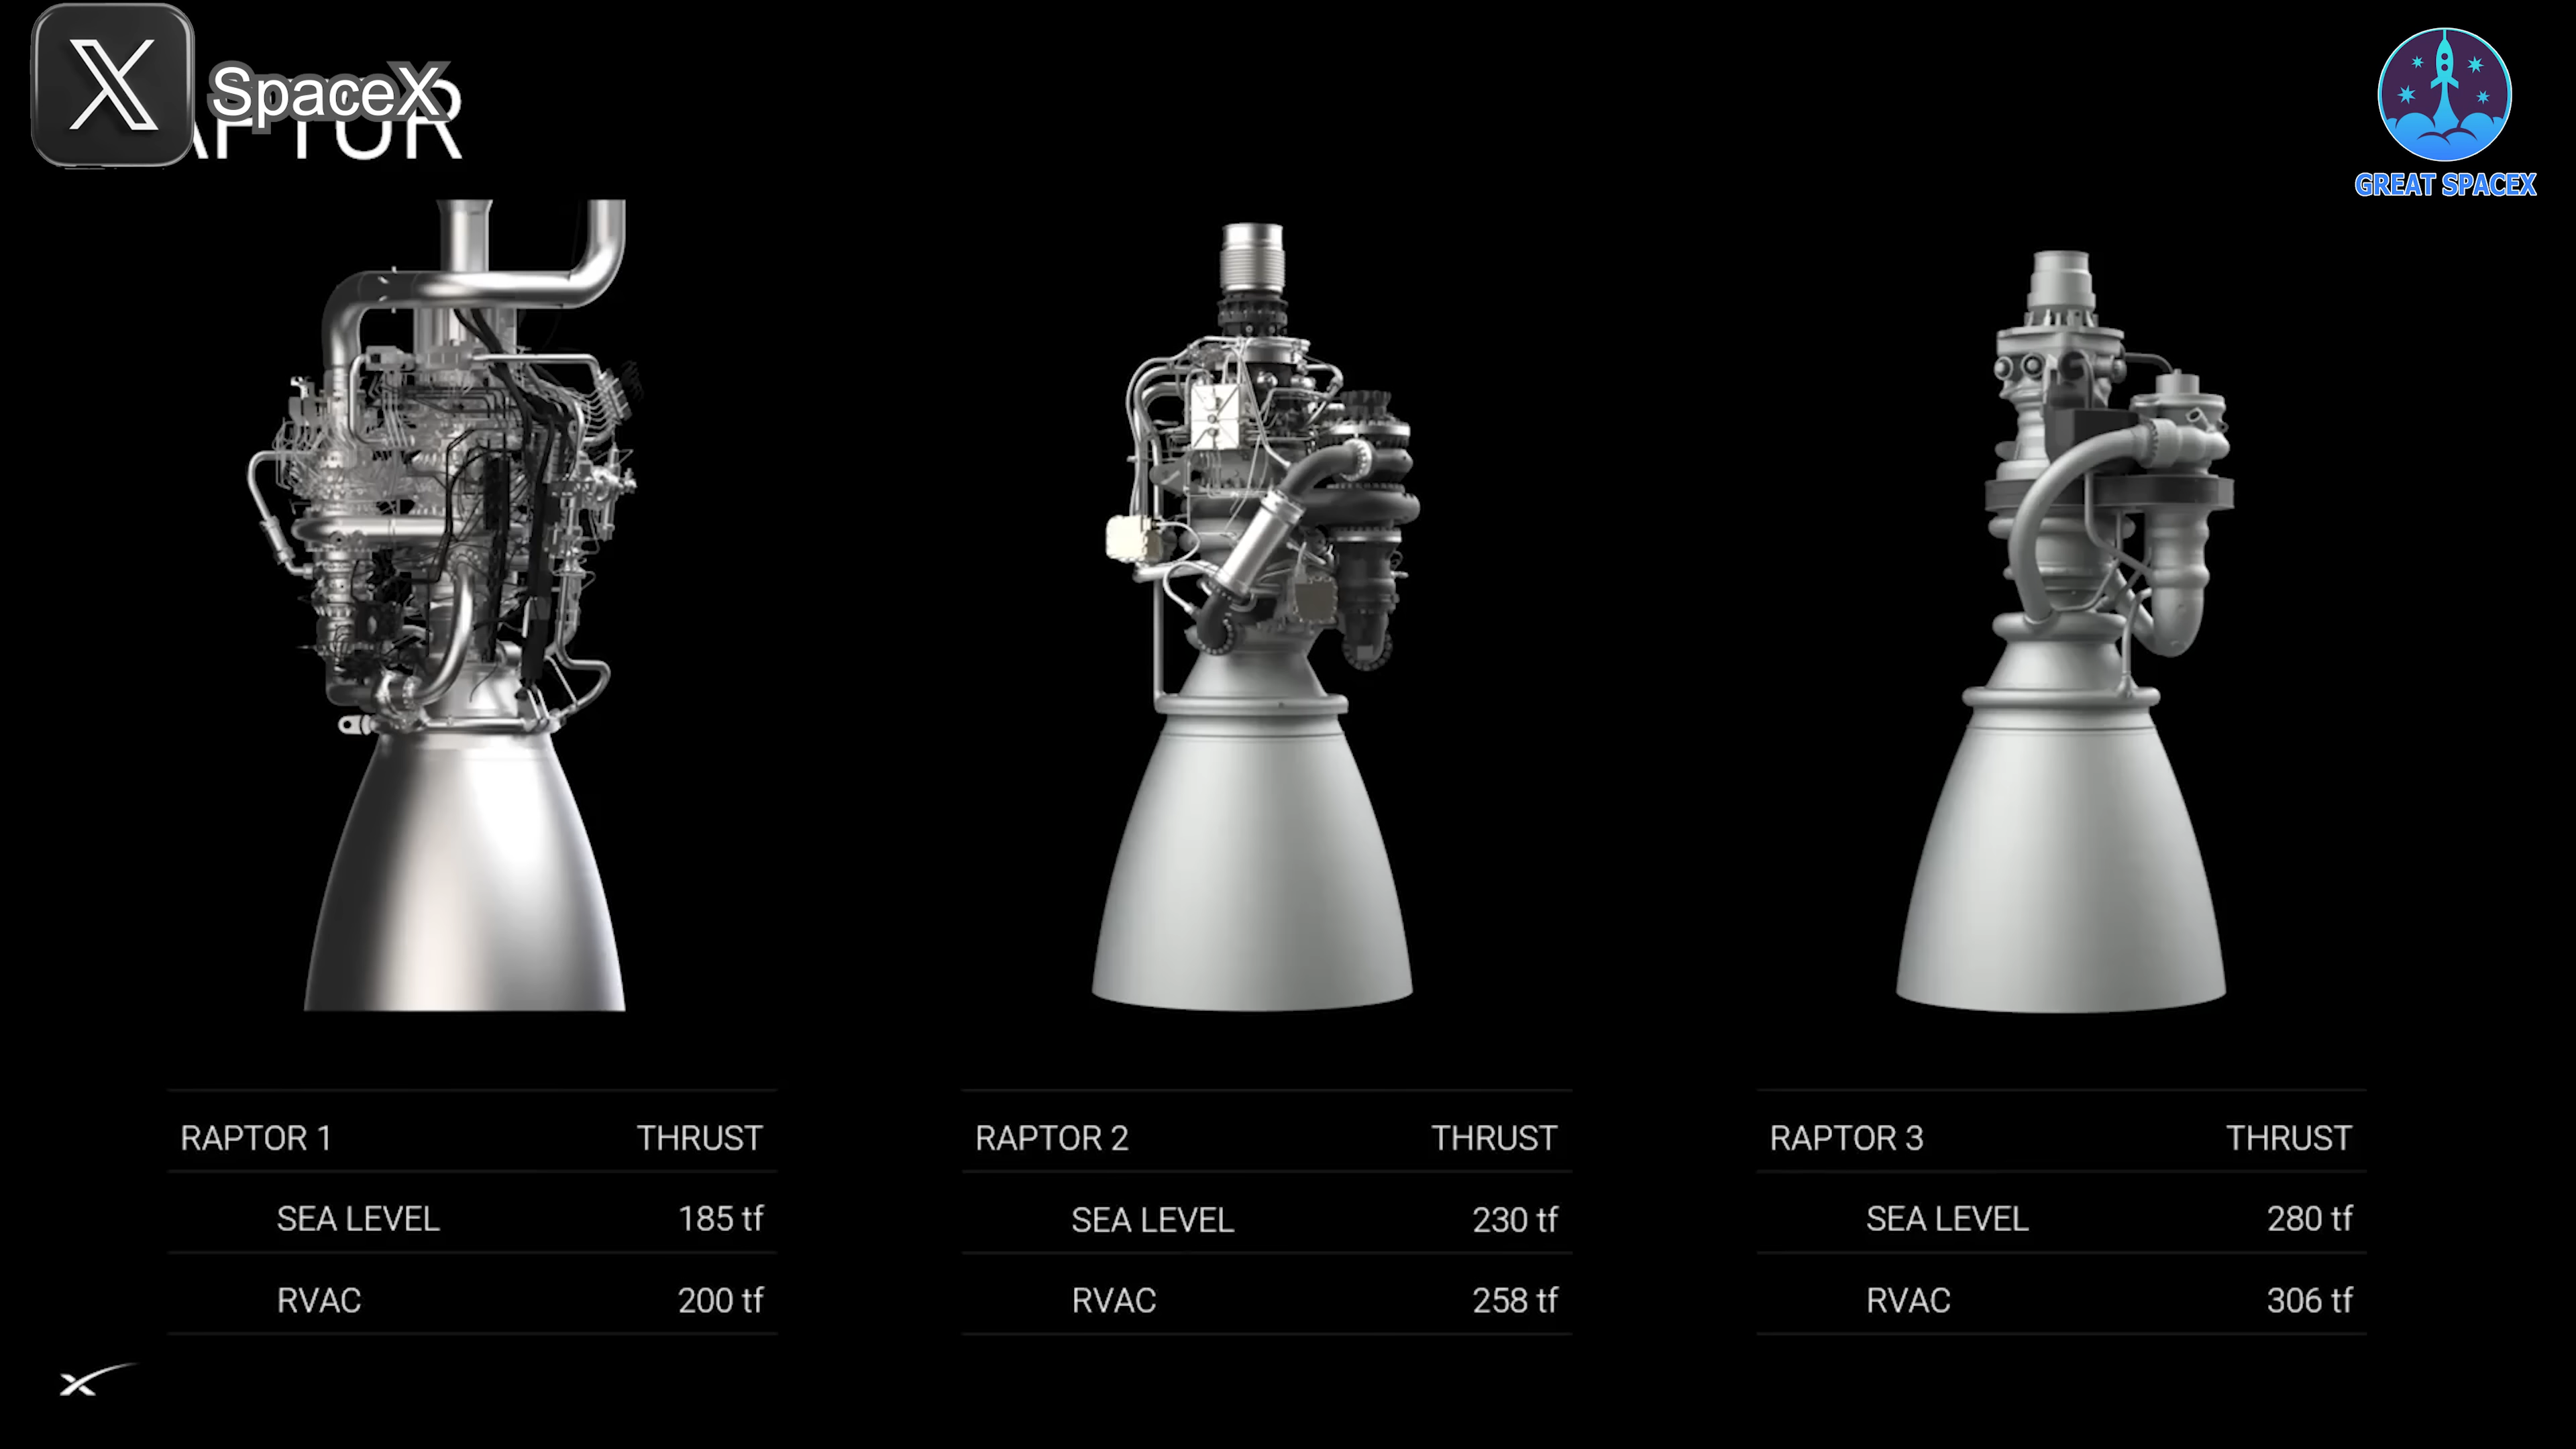 SpaceX
GREAT SPACEX
RAPTOR 1 THRUST
SEA LEVEL 185 tf
RVAC 200 tf
RAPTOR 2 THRUST
SEA LEVEL 230 tf
RVAC 258 tf
RAPTOR 3 THRUST
SEA LEVEL 280 tf
RVAC 306 tf